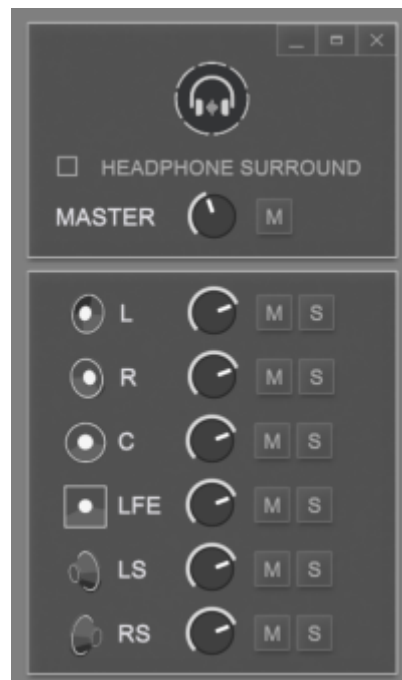 HEADPHONE SURROUND
MASTER M
L M S
R M S
C M S
LFE M S
LS M S
RS M S